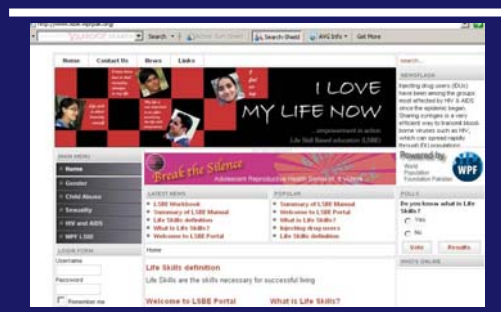 Search
Search-Shield
AVG Info
Get More
Home Contact Us News Links
search...
NEWSFLASH
Injecting drug users (IDUs)
have been among the groups
most affected by HIV & AIDS
since the epidemic began.
Sharing syringes is a very
efficient way to transmit blood-
borne viruses such as HIV,
which can spread rapidly
through IDU populations
I LOVE
MY LIFE NOW
...empowerment in action
Life Skill Based education (LSBE)
MAIN MENU
Home
Gender
Child Abuse
Sexuality
HIV and AIDS
WPF LSBE
LOGIN FORM
Username
Password
Remember me
Break the Silence
Adolescent Reproductive Health
LATEST NEWS
LSBE Workbook
Summary of LSBE Manual
Life Skills definition
What is Life Skills?
Welcome to LSBE Portal
POPULAR
Summary of LSBE Manual
Welcome to LSBE Portal
Injecting drug users
What is Life Skills?
Life Skills definition
Home
Life Skills definition
Life Skills are the skills necessary for successful living
Welcome to LSBE Portal What is Life Skills?
Powered by
World
Population
Foundation Pakistan
WPF
POLLS
Do you know what is Life
Skills?
Yes
No
Vote Results
WHO'S ONLINE